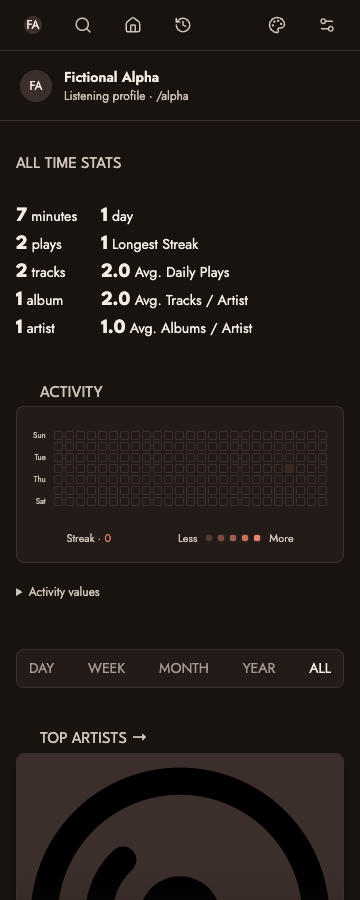 FA
FA
Fictional Alpha
Listening profile · /alpha
ALL TIME STATS
7 minutes
1 day
2 plays
1 Longest Streak
2 tracks
2.0 Avg. Daily Plays
1 album
2.0 Avg. Tracks / Artist
1 artist
1.0 Avg. Albums / Artist
ACTIVITY
Sun
Tue
Thu
Sat
Streak · 0
Less
More
Activity values
DAY WEEK MONTH YEAR ALL
TOP ARTISTS →